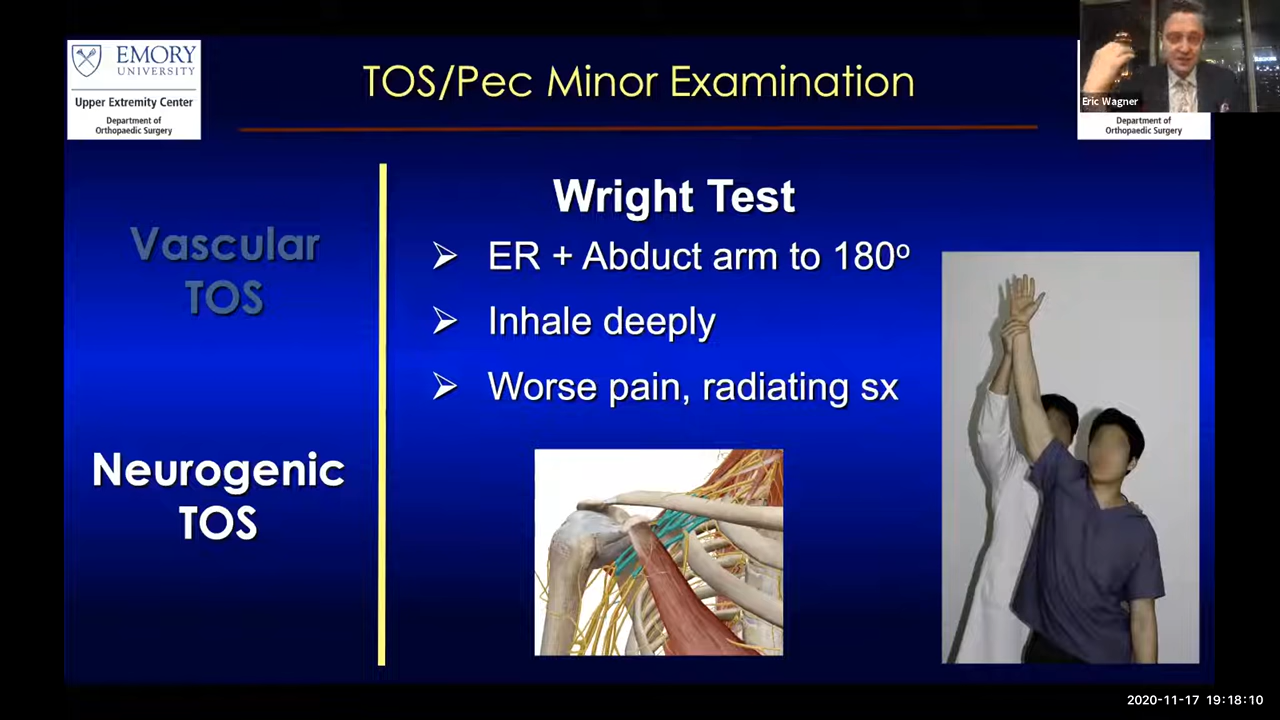 EMORY
UNIVERSITY
Upper Extremity Center
Department of
Orthopaedic Surgery
TOS/Pec Minor Examination
Eric Wagner
Department of
Orthopaedic Surgery
Vascular
TOS
Neurogenic
TOS
Wright Test
➢ ER + Abduct arm to 180º
➢ Inhale deeply
➢ Worse pain, radiating sx
2020-11-17 19:18:10